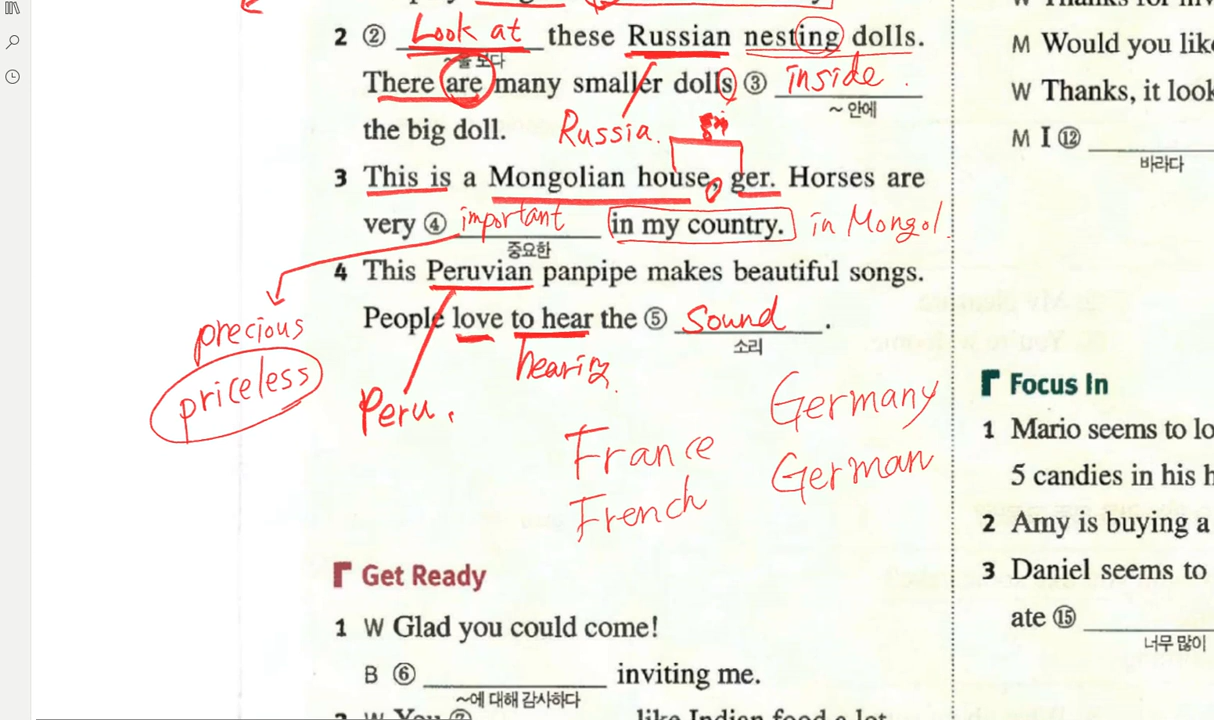 2 ② Look at these Russian nesting dolls.
~을 보다
There are many smaller dolls ③ inside
~ 안에
the big doll. Russia.
3 This is a Mongolian house, ger. Horses are
very ④ important in my country. in Mongol
중요한
4 This Peruvian panpipe makes beautiful songs.
People love to hear the ⑤ Sound.
소리
precious
priceless
hearing
Peru.
Germany
France
German
French
Get Ready
1 W Glad you could come!
B ⑥ inviting me.
~에 대해 감사하다
W You ⑦ like Indian food a lot
M Would you like
W Thanks, it look
M I ⑫
바라다
Focus In
1 Mario seems to lo
5 candies in his h
2 Amy is buying a
3 Daniel seems to
ate ⑮
너무 많이